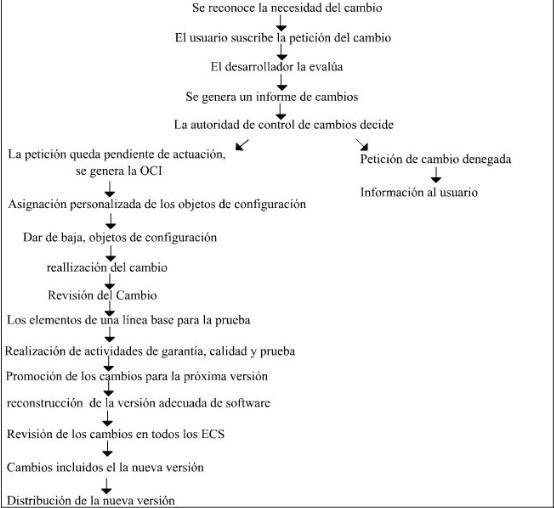 Se reconoce la necesidad del cambio
El usuario suscribe la petición del cambio
El desarrollador la evalúa
Se genera un informe de cambios
La autoridad de control de cambios decide
La petición queda pendiente de actuación,
se genera la OCI
Petición de cambio denegada
Información al usuario
Asignación personalizada de los objetos de configuración
Dar de baja, objetos de configuración
reallización del cambio
Revisión del Cambio
Los elementos de una línea base para la prueba
Realización de actividades de garantía, calidad y prueba
Promoción de los cambios para la próxima versión
reconstrucción de la versión adecuada de software
Revisión de los cambios en todos los ECS
Cambios incluidos el la nueva versión
Distribución de la nueva versión